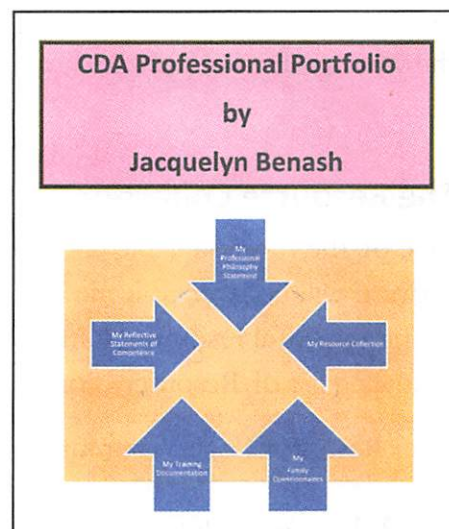 CDA Professional Portfolio
by
Jacquelyn Benash
My
Professional
Philosophy
Statement
My Reflective
Statements of
Competence
My Resource Collection
My Training
Documentation
My
Family
Questionnaires